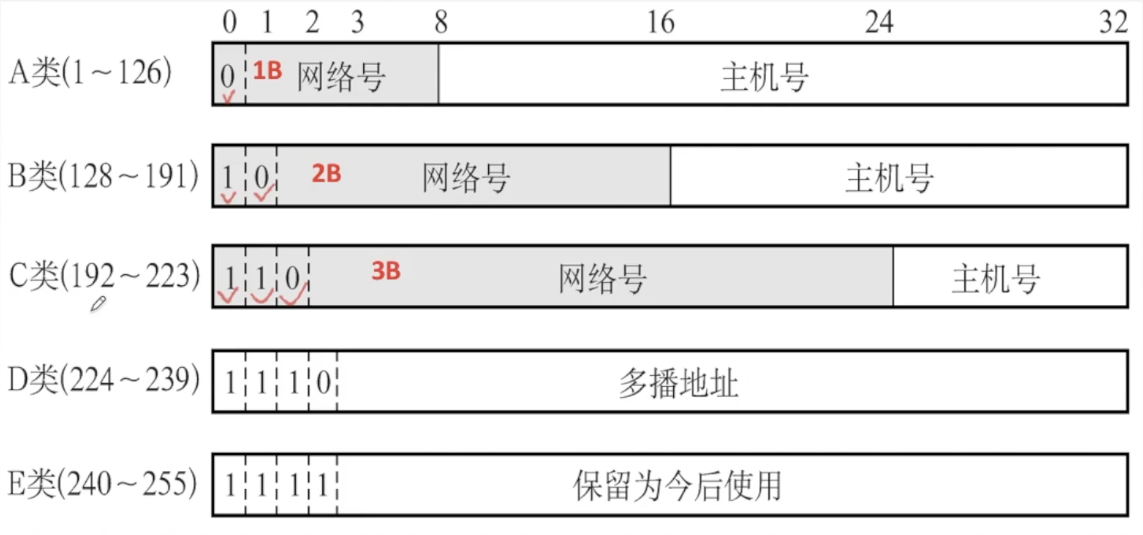 0 1 2 3 8 16 24 32
A类(1～126) 0 1B 网络号 主机号
B类(128～191) 1 0 2B 网络号 主机号
C类(192～223) 1 1 0 3B 网络号 主机号
D类(224～239) 1 1 1 0 多播地址
E类(240～255) 1 1 1 1 保留为今后使用